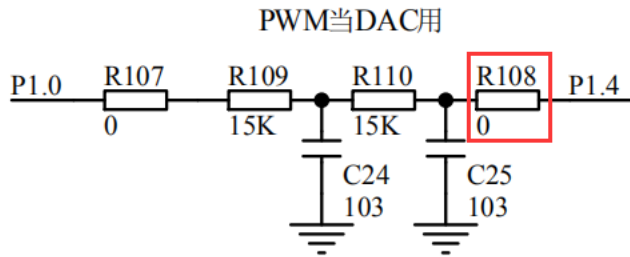 PWM当DAC用
P1.0 R107 R109 R110 R108 P1.4
0 15K 15K 0
C24 C25
103 103